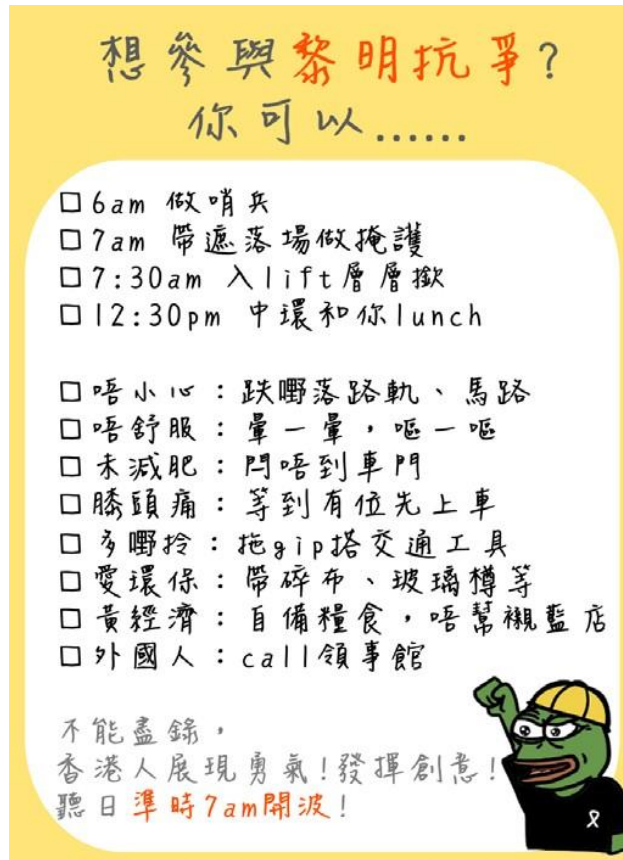 想參與黎明抗爭?
你可以......
□6am 做哨兵
□7am 帶遮落場做掩護
□7:30am 入lift層層撳
□12:30pm 中環和你lunch
□唔小心：跌嘢落路軌、馬路
□唔舒服：暈一暈，嘔一嘔
□未減肥：閂唔到車門
□膝頭痛：等到有位先上車
□多嘢拎：拖gip搭交通工具
□愛環保：帶碎布、玻璃樽等
□黃經濟：自備糧食，唔幫襯藍店
□外國人：call領事館
不能盡錄，
香港人展現勇氣!發揮創意!
聽日準時7am開波!